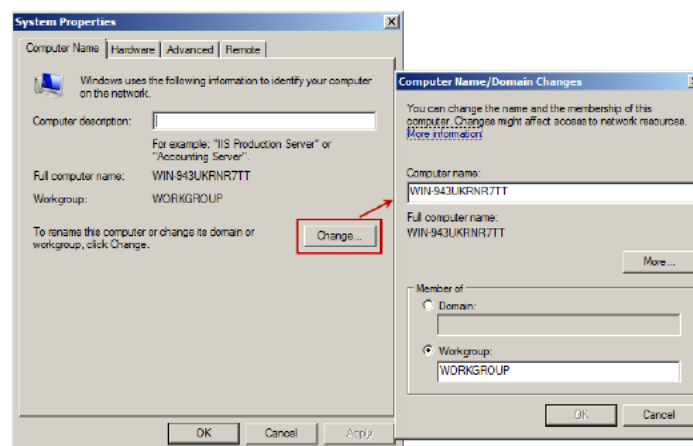 System Properties
Computer Name
Hardware
Advanced
Remote
Windows uses the following information to identify your computer
on the network.
Computer description:
For example: "IIS Production Server" or
"Accounting Server".
Full computer name:
WIN-943UKRNR7TT
Workgroup:
WORKGROUP
To rename this computer or change its domain or
workgroup, click Change.
Change...
OK
Cancel
Apply
Computer Name/Domain Changes
You can change the name and the membership of this
computer. Changes might affect access to network resources.
More information
Computer name:
WIN-943UKRNR7TT
Full computer name:
WIN-943UKRNR7TT
More...
Member of
Domain:
Workgroup:
WORKGROUP
OK
Cancel